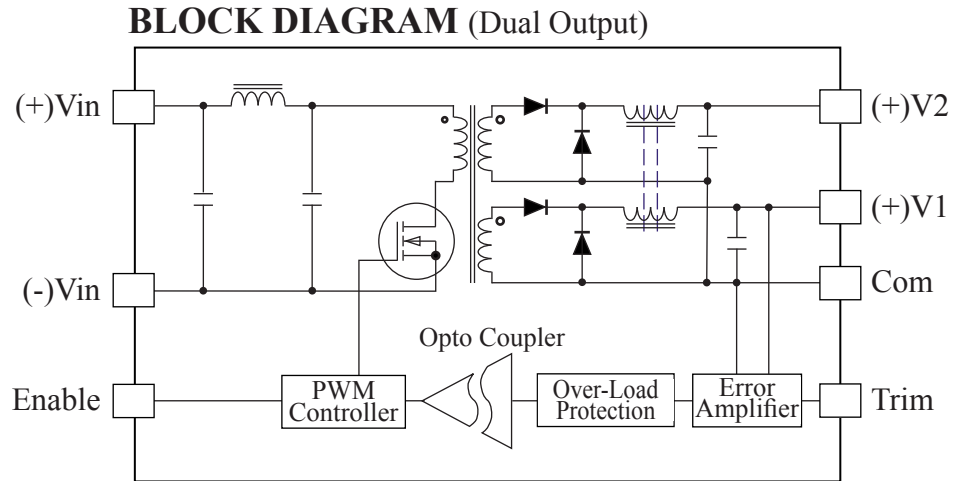 BLOCK DIAGRAM (Dual Output)
(+)Vin
(+)V2
(+)V1
(-)Vin
Com
Opto Coupler
Enable
PWM
Controller
Over-Load
Protection
Error
Amplifier
Trim